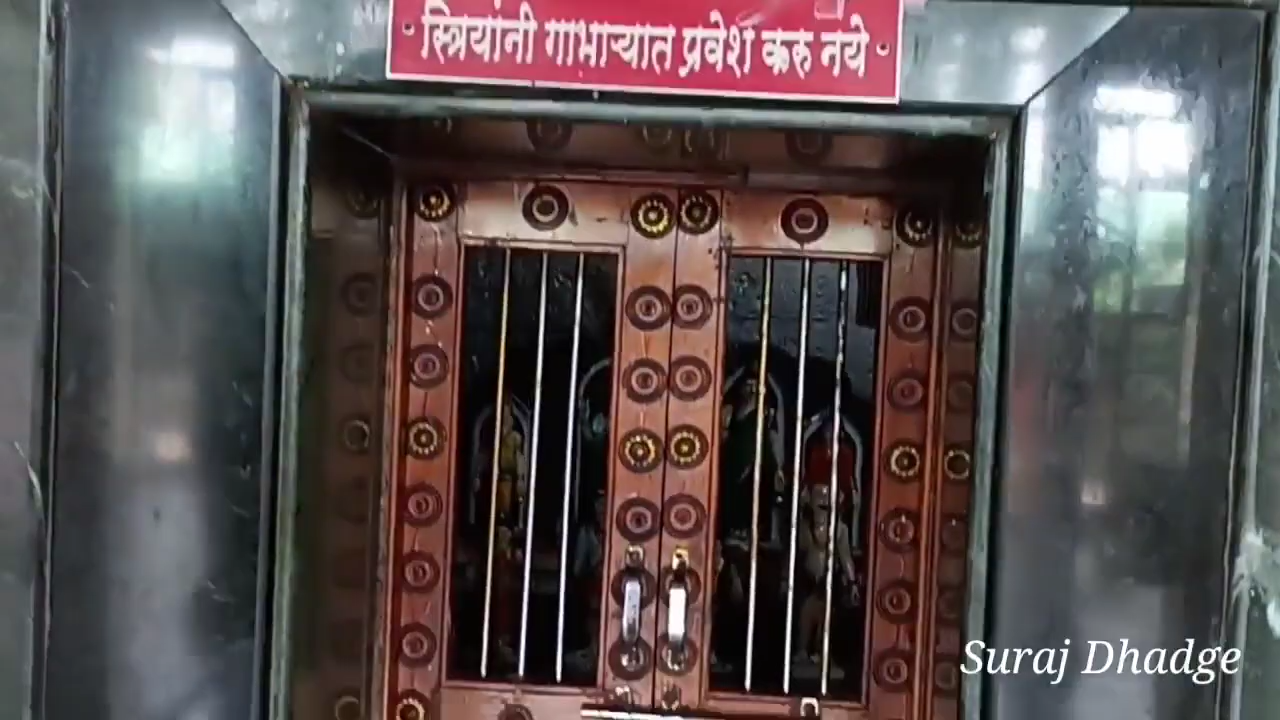 स्त्रियांनी गाभाऱ्यात प्रवेश करु नये
Suraj Dhadge